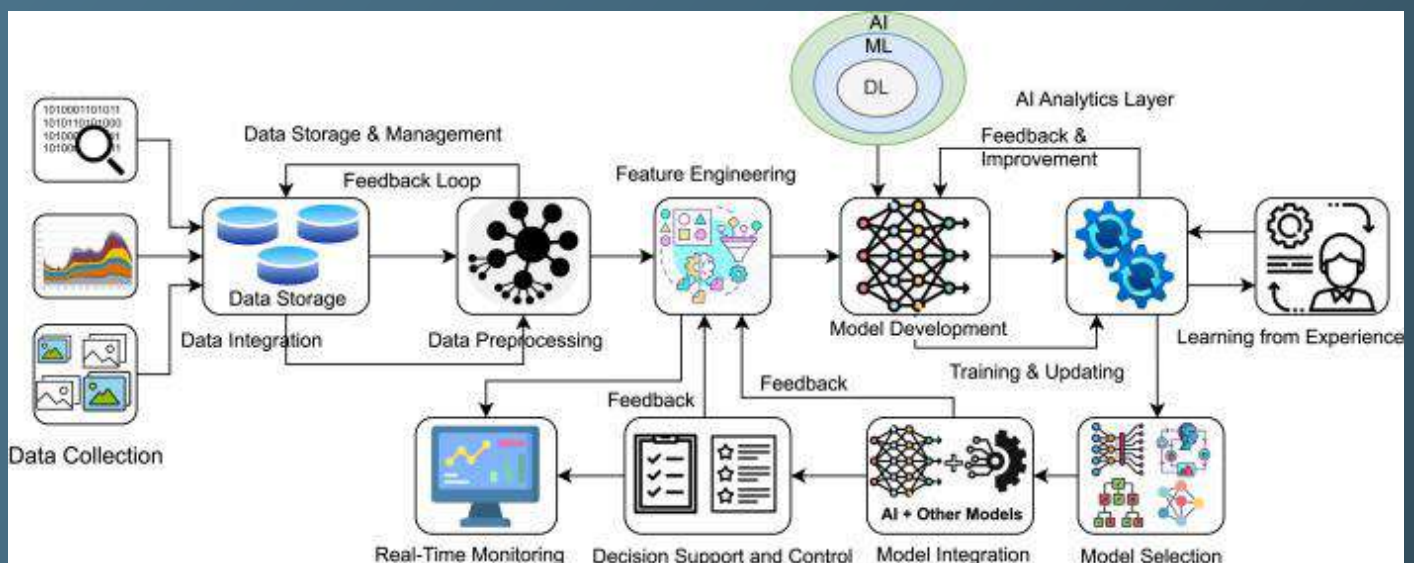 AI
ML
DL
AI Analytics Layer
1010001101011
1010110101000
Data Storage & Management
Feedback Loop
Feature Engineering
Feedback &
Improvement
Data Storage
Data Integration
Data Preprocessing
Model Development
Learning from Experience
Training & Updating
Feedback
Feedback
Data Collection
AI + Other Models
Real-Time Monitoring
Decision Support and Control
Model Integration
Model Selection